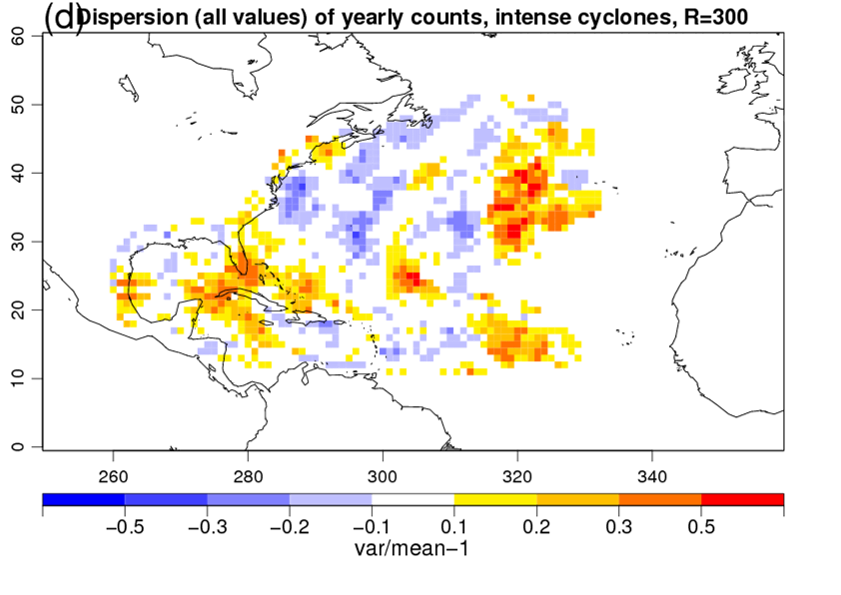 (d) Dispersion (all values) of yearly counts, intense cyclones, R=300
60
50
40
30
20
10
0
260 280 300 320 340
−0.5 −0.3 −0.2 −0.1 0.1 0.2 0.3 0.5
var/mean−1